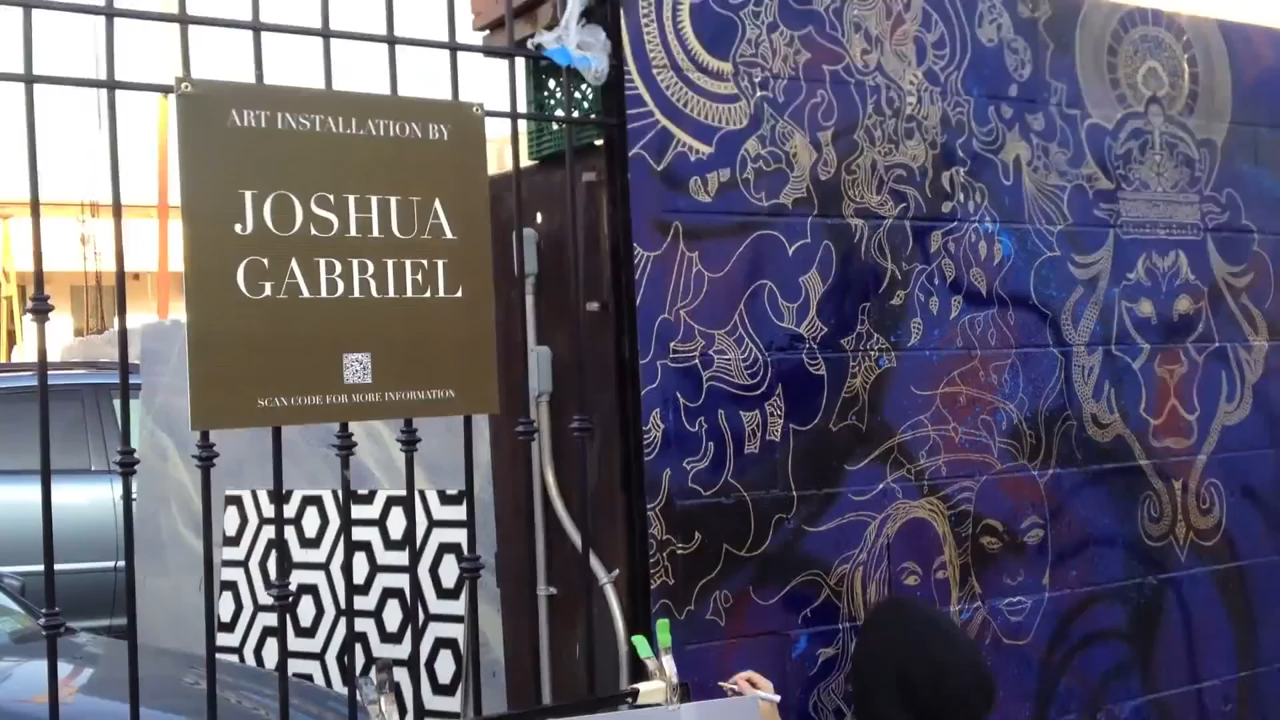 ART INSTALLATION BY
JOSHUA
GABRIEL
SCAN CODE FOR MORE INFORMATION